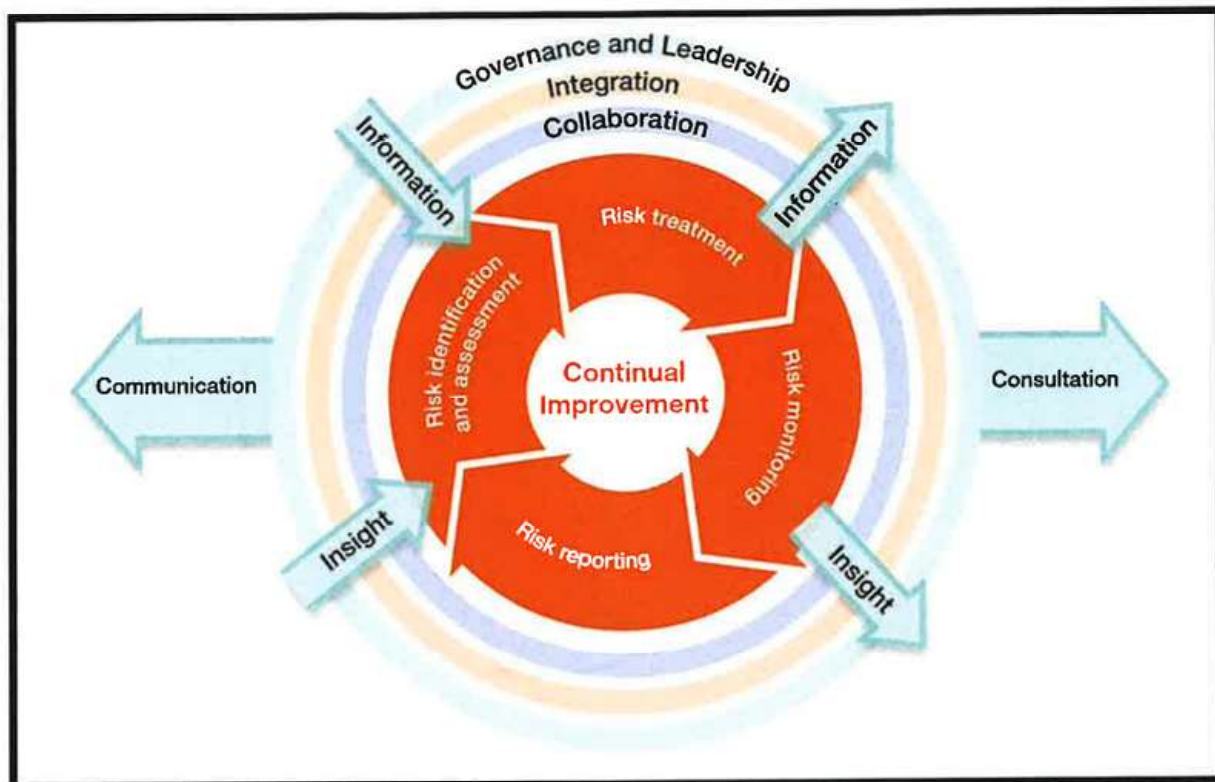 Governance and Leadership
Integration
Collaboration
Information
Information
Risk treatment
Risk identification
and assessment
Continual
Improvement
Risk monitoring
Communication
Consultation
Risk reporting
Insight
Insight